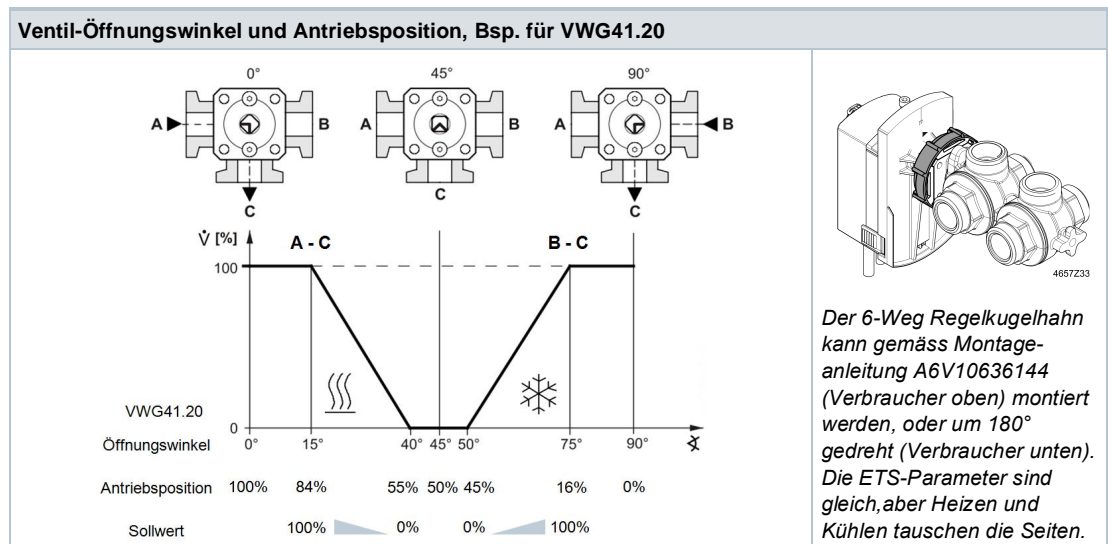 Ventil-Öffnungswinkel und Antriebsposition, Bsp. für VWG41.20
0° 45° 90°
A B A B A B
C C C
V̇ [%] A - C B - C
100
VWG41.20
0
Öffnungswinkel 0° 15° 40° 45° 50° 75° 90° ∢
Antriebsposition 100% 84% 55% 50% 45% 16% 0%
Sollwert 100% 0% 0% 100%
4657Z33
Der 6-Weg Regelkugelhahn
kann gemäss Montage-
anleitung A6V10636144
(Verbraucher oben) montiert
werden, oder um 180°
gedreht (Verbraucher unten).
Die ETS-Parameter sind
gleich,aber Heizen und
Kühlen tauschen die Seiten.